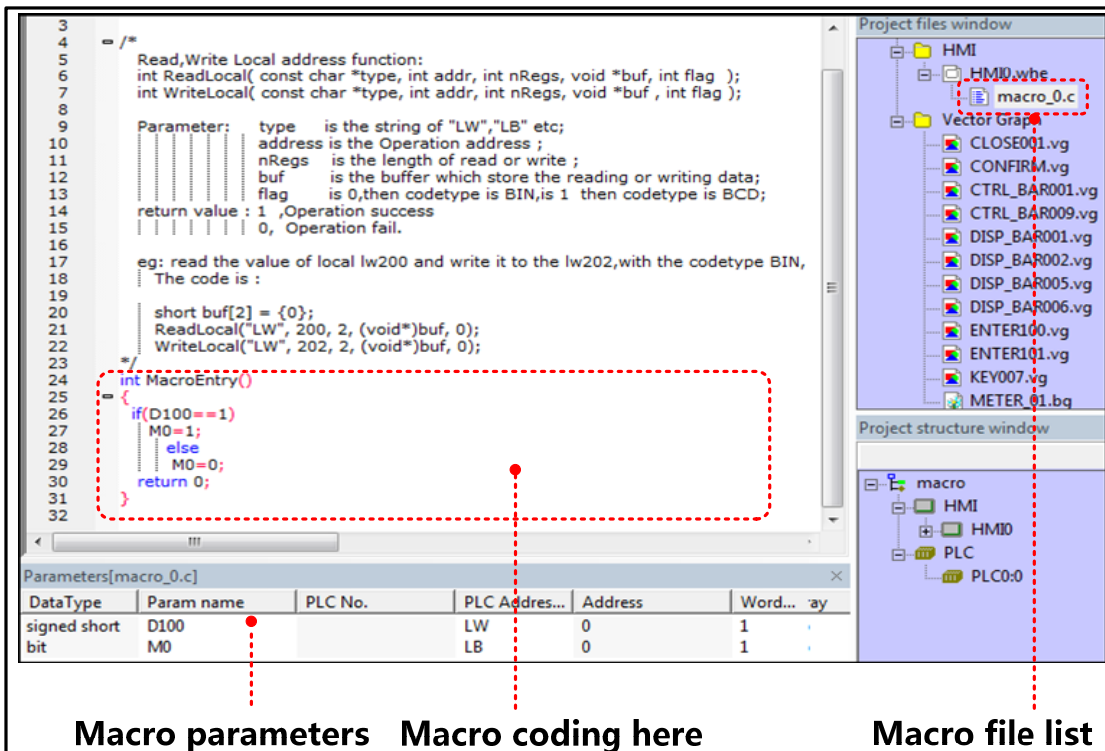 3
4 /*
5 Read,Write Local address function:
6 int ReadLocal( const char *type, int addr, int nRegs, void *buf, int flag );
7 int WriteLocal( const char *type, int addr, int nRegs, void *buf , int flag );
8
9 Parameter: type is the string of "LW","LB" etc;
10 address is the Operation address ;
11 nRegs is the length of read or write ;
12 buf is the buffer which store the reading or writing data;
13 flag is 0,then codetype is BIN,is 1 then codetype is BCD;
14 return value : 1 ,Operation success
15 0, Operation fail.
16
17 eg: read the value of local lw200 and write it to the lw202,with the codetype BIN,
18 The code is :
19
20 short buf[2] = {0};
21 ReadLocal("LW", 200, 2, (void*)buf, 0);
22 WriteLocal("LW", 202, 2, (void*)buf, 0);
23 */
24 int MacroEntry()
25 {
26 if(D100==1)
27 M0=1;
28 else
29 M0=0;
30 return 0;
31 }
32
Parameters[macro_0.c]
DataType Param name PLC No. PLC Addres... Address Word... ay
signed short D100 LW 0 1
bit M0 LB 0 1
Project files window
HMI
HMI0.whe
macro_0.c
Vector Graph
CLOSE001.vg
CONFIRM.vg
CTRL_BAR001.vg
CTRL_BAR009.vg
DISP_BAR001.vg
DISP_BAR002.vg
DISP_BAR005.vg
DISP_BAR006.vg
ENTER100.vg
ENTER101.vg
KEY007.vg
METER_01.bg
Project structure window
macro
HMI
HMI0
PLC
PLC0:0
Macro parameters Macro coding here Macro file list